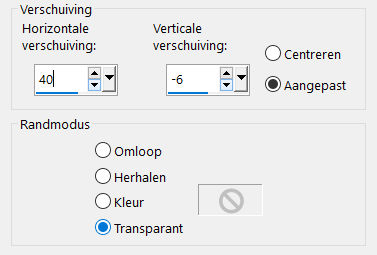 Verschuiving
Horizontale verschuiving:
Verticale verschuiving:
40
-6
Centreren
Aangepast
Randmodus
Omloop
Herhalen
Kleur
Transparant